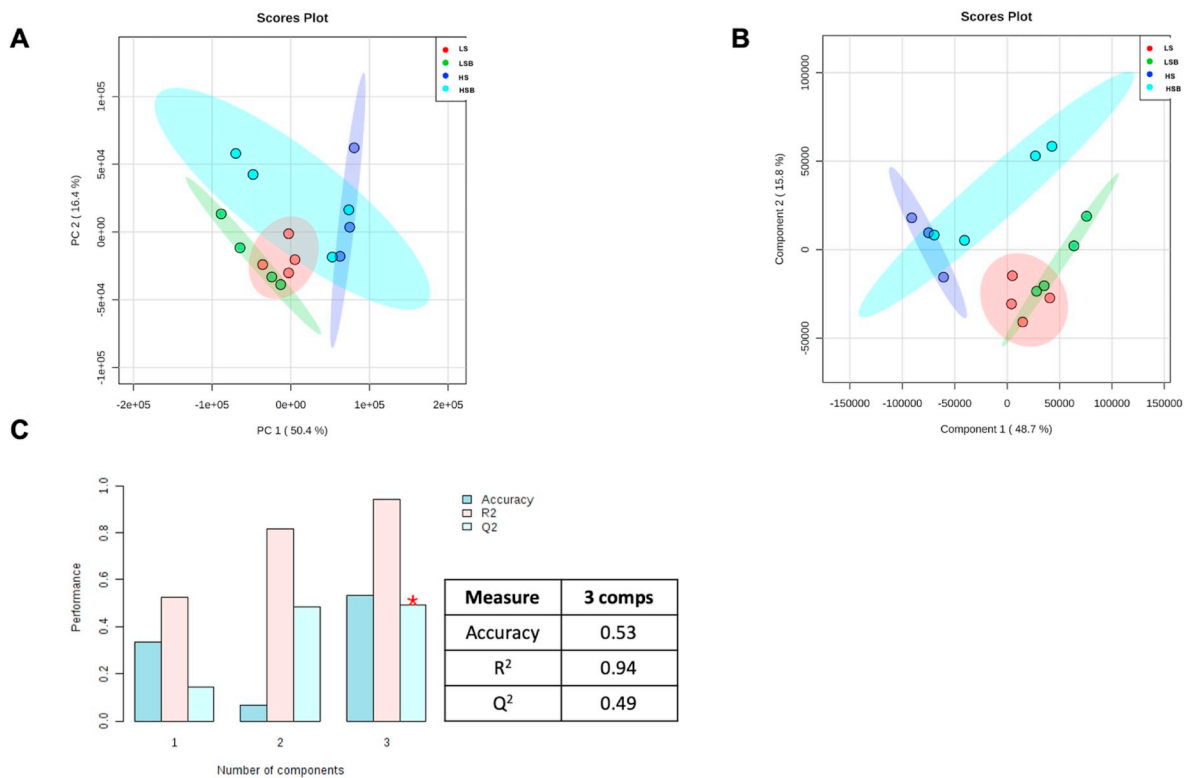 A
Scores Plot
LS
LSB
HS
HSB
PC 2 ( 16.4 %)
1e+05
5e+04
0e+00
-5e+04
-1e+05
-2e+05 -1e+05 0e+00 1e+05 2e+05
PC 1 ( 50.4 %)
B
Scores Plot
LS
LSB
HS
HSB
Component 2 ( 15.8 %)
100000
50000
0
-50000
-150000 -100000 -50000 0 50000 100000 150000
Component 1 ( 48.7 %)
C
Performance
1.0
0.8
0.6
0.4
0.2
0.0
*
1 2 3
Number of components
Accuracy
R2
Q2
Measure 3 comps
Accuracy 0.53
R² 0.94
Q² 0.49